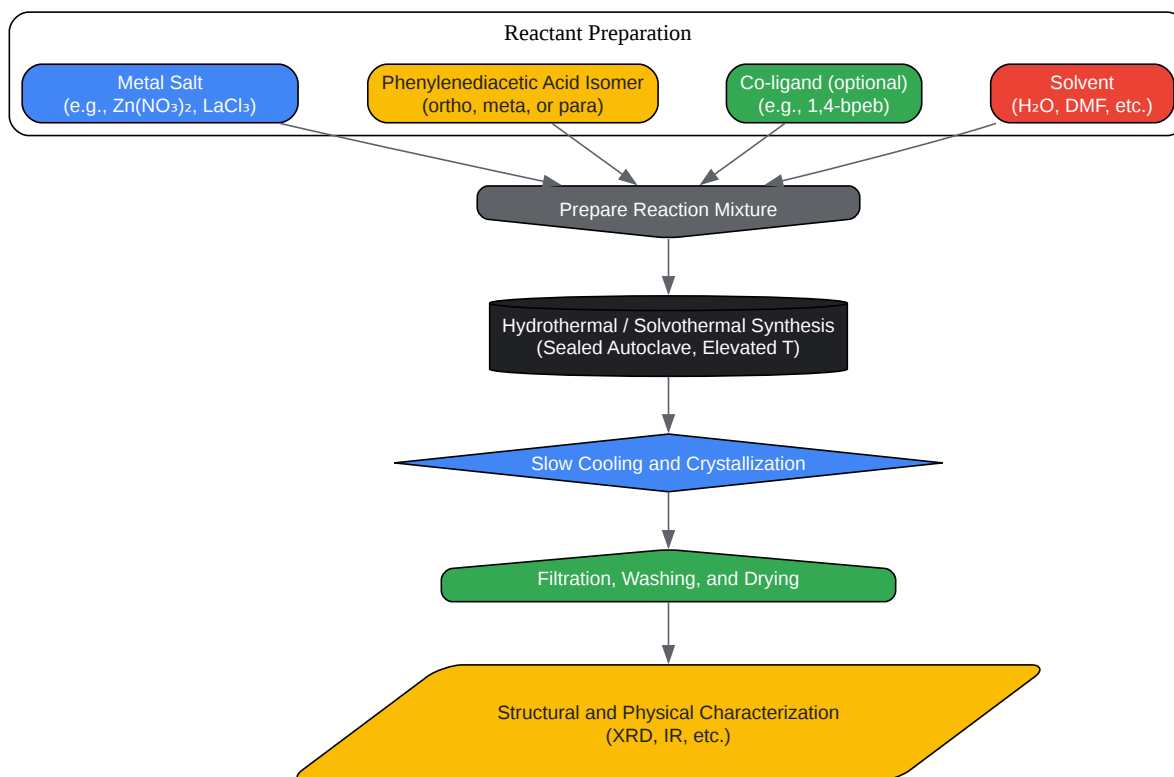 Reactant Preparation
Metal Salt
(e.g., Zn(NO₃)₂, LaCl₃)
Phenylenediacetic Acid Isomer
(ortho, meta, or para)
Co-ligand (optional)
(e.g., 1,4-bpeb)
Solvent
(H₂O, DMF, etc.)
Prepare Reaction Mixture
Hydrothermal / Solvothermal Synthesis
(Sealed Autoclave, Elevated T)
Slow Cooling and Crystallization
Filtration, Washing, and Drying
Structural and Physical Characterization
(XRD, IR, etc.)